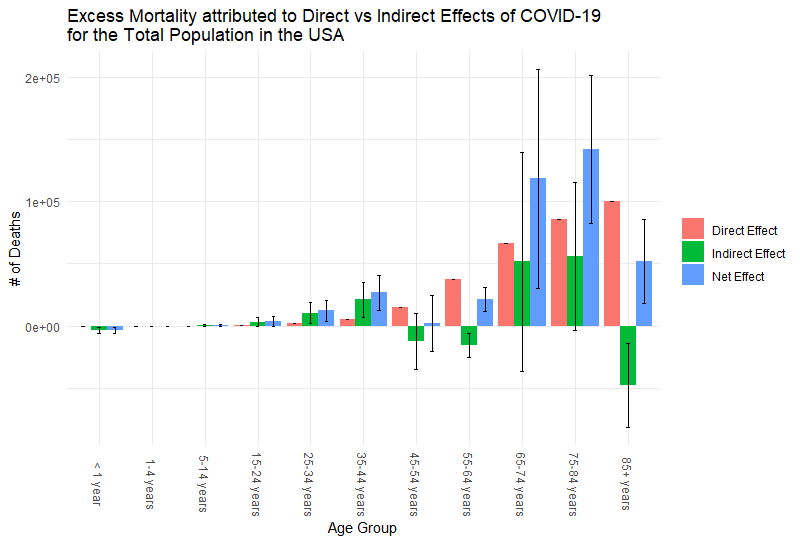 Excess Mortality attributed to Direct vs Indirect Effects of COVID-19
for the Total Population in the USA
# of Deaths
2e+05
1e+05
0e+00
< 1 year
1-4 years
5-14 years
15-24 years
25-34 years
35-44 years
45-54 years
55-64 years
65-74 years
75-84 years
85+ years
Age Group
Direct Effect
Indirect Effect
Net Effect